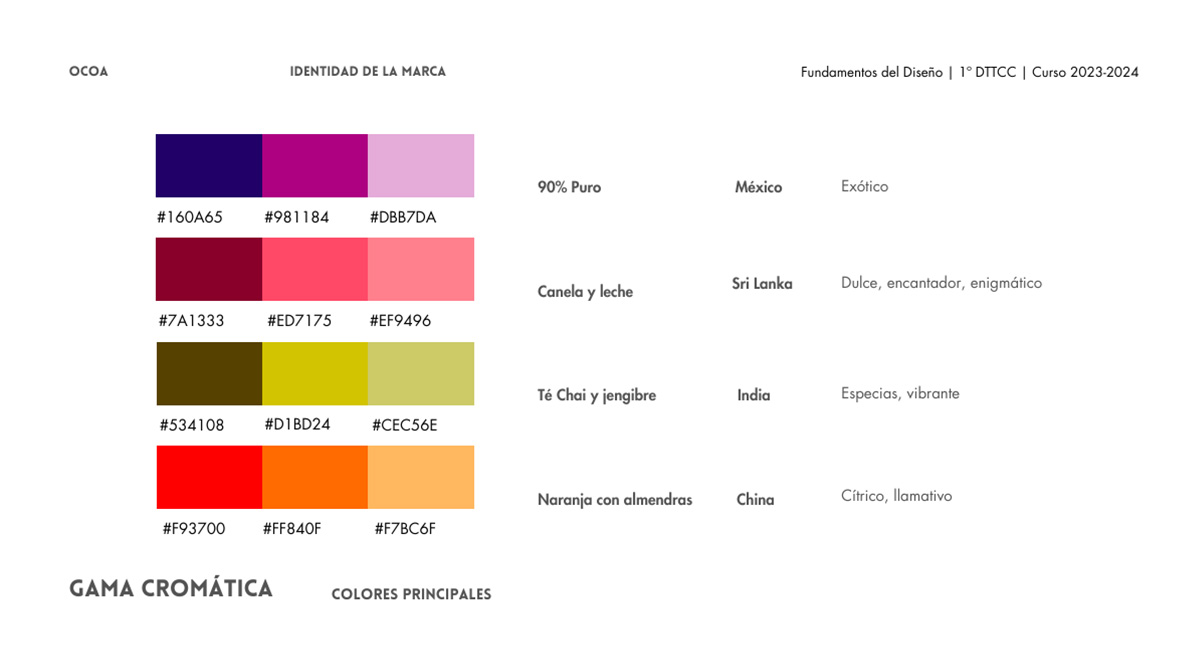 OCOA
IDENTIDAD DE LA MARCA
Fundamentos del Diseño | 1º DTTCC | Curso 2023-2024
#160A65 #981184 #DBB7DA
90% Puro México Exótico
#7A1333 #ED7175 #EF9496
Canela y leche Sri Lanka Dulce, encantador, enigmático
#534108 #D1BD24 #CEC56E
Té Chai y jengibre India Especias, vibrante
#F93700 #FF840F #F7BC6F
Naranja con almendras China Cítrico, llamativo
GAMA CROMÁTICA
COLORES PRINCIPALES